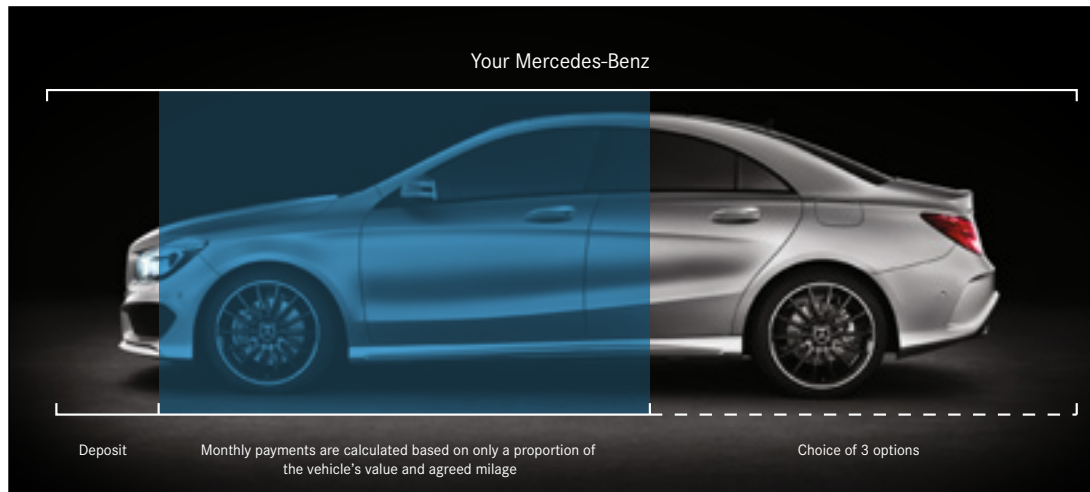 Your Mercedes-Benz
Deposit
Monthly payments are calculated based on only a proportion of
the vehicle's value and agreed milage
Choice of 3 options